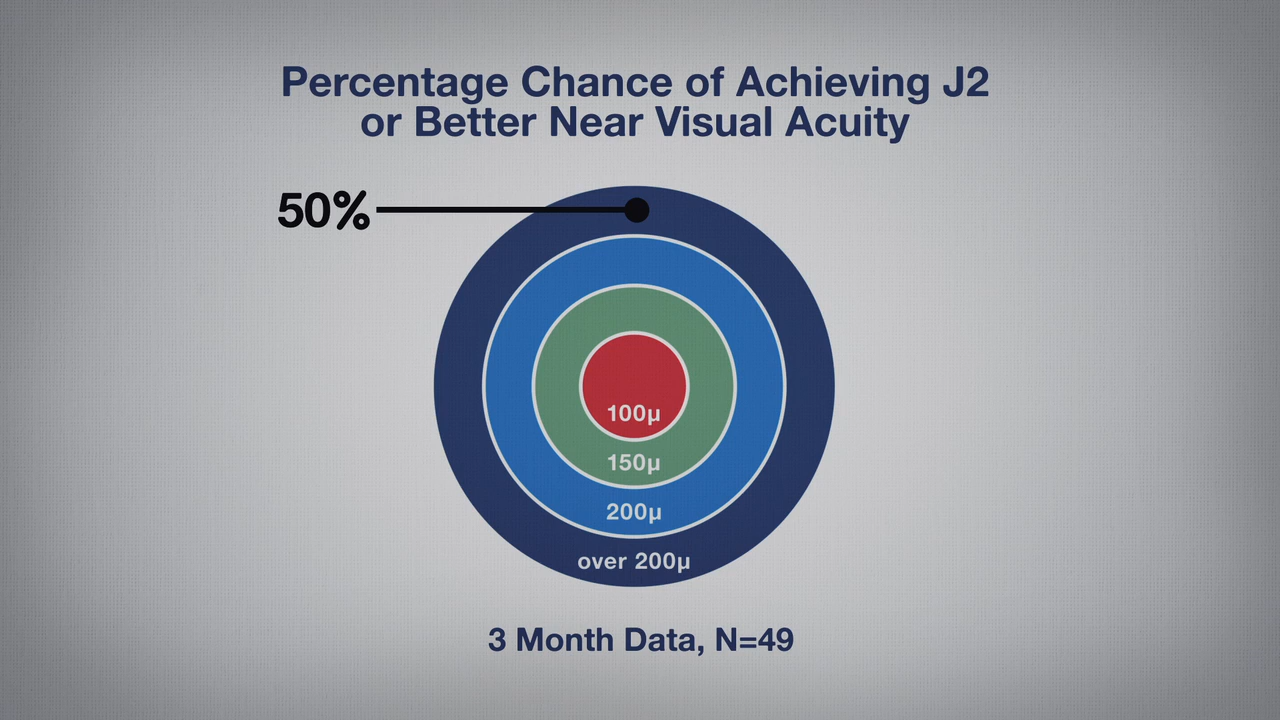 Percentage Chance of Achieving J2
or Better Near Visual Acuity
50%
100µ
150µ
200µ
over 200µ
3 Month Data, N=49